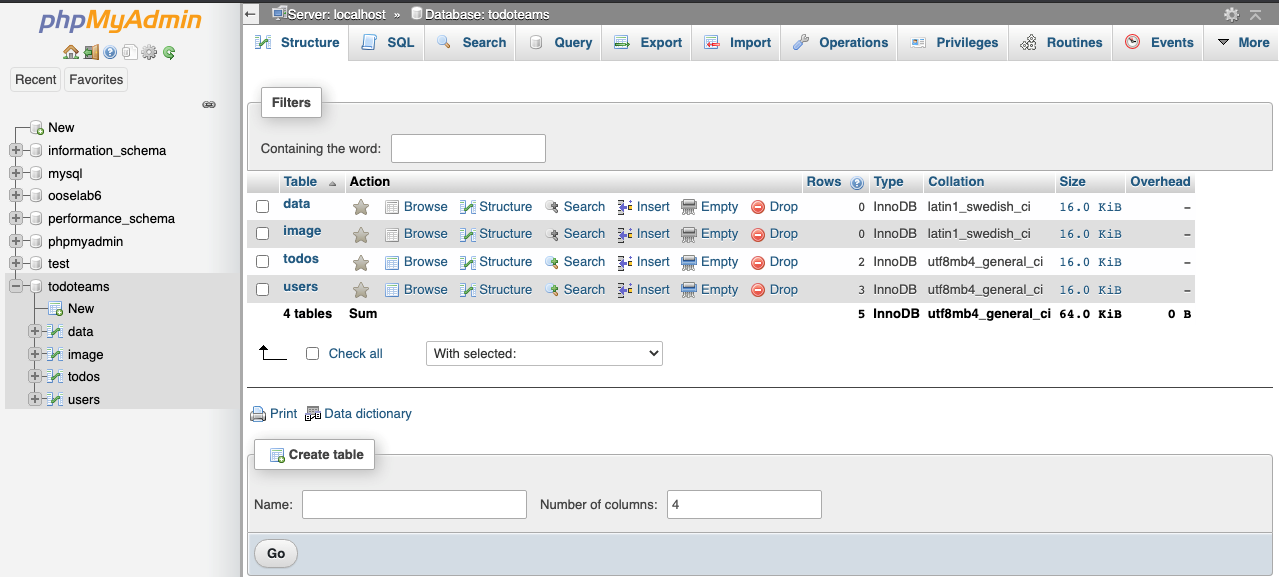 phpMyAdmin
Recent Favorites
New
information_schema
mysql
ooselab6
performance_schema
phpmyadmin
test
todoteams
New
data
image
todos
users
Server: localhost » Database: todoteams
Structure SQL Search Query Export Import Operations Privileges Routines Events More
Filters
Containing the word:
Table Action Rows Type Collation Size Overhead
data Browse Structure Search Insert Empty Drop 0 InnoDB latin1_swedish_ci 16.0 KiB –
image Browse Structure Search Insert Empty Drop 0 InnoDB latin1_swedish_ci 16.0 KiB –
todos Browse Structure Search Insert Empty Drop 2 InnoDB utf8mb4_general_ci 16.0 KiB –
users Browse Structure Search Insert Empty Drop 3 InnoDB utf8mb4_general_ci 16.0 KiB –
4 tables Sum 5 InnoDB utf8mb4_general_ci 64.0 KiB 0 B
Check all With selected:
Print Data dictionary
Create table
Name: Number of columns: 4
Go